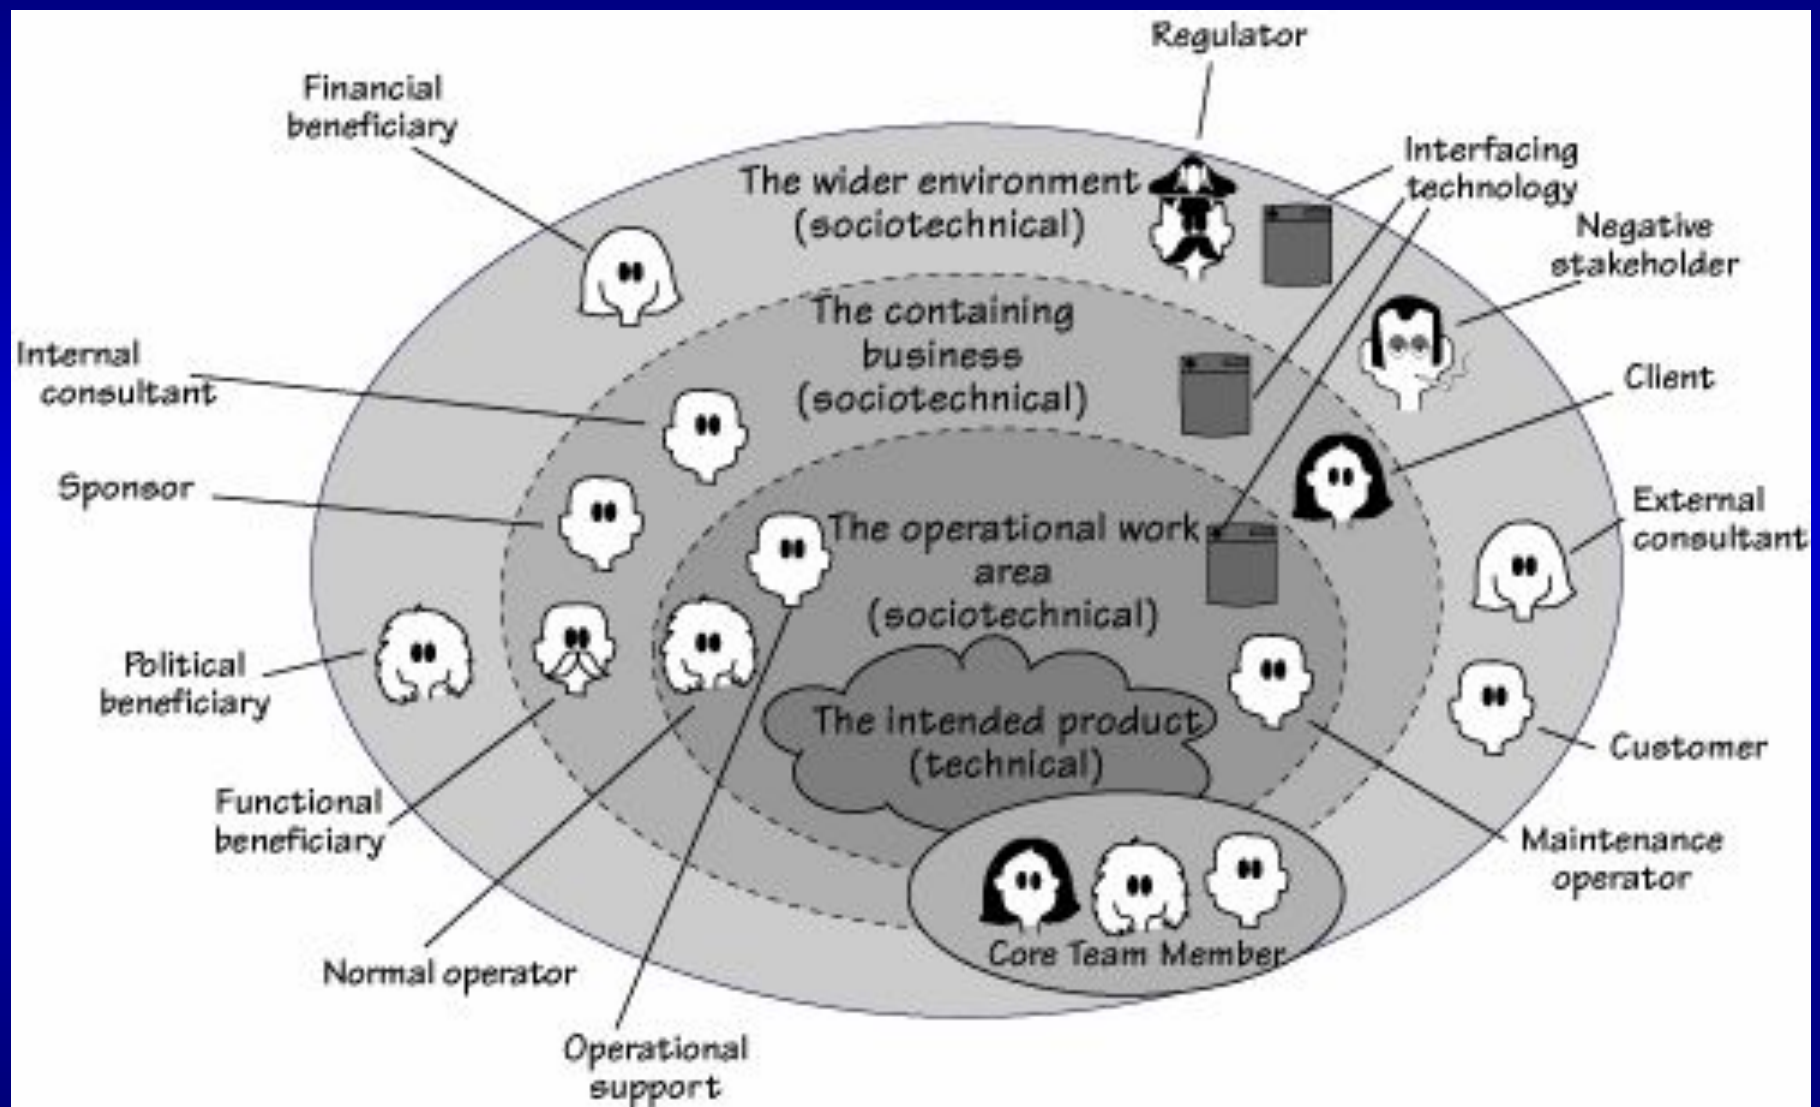 Regulator
Financial
beneficiary
Interfacing
technology
The wider environment
(sociotechnical)
Negative
stakeholder
The containing
business
(sociotechnical)
Internal
consultant
Client
Sponsor
External
consultant
The operational work
area
(sociotechnical)
Political
beneficiary
The intended product
(technical)
Customer
Functional
beneficiary
Maintenance
operator
Core Team Member
Normal operator
Operational
support